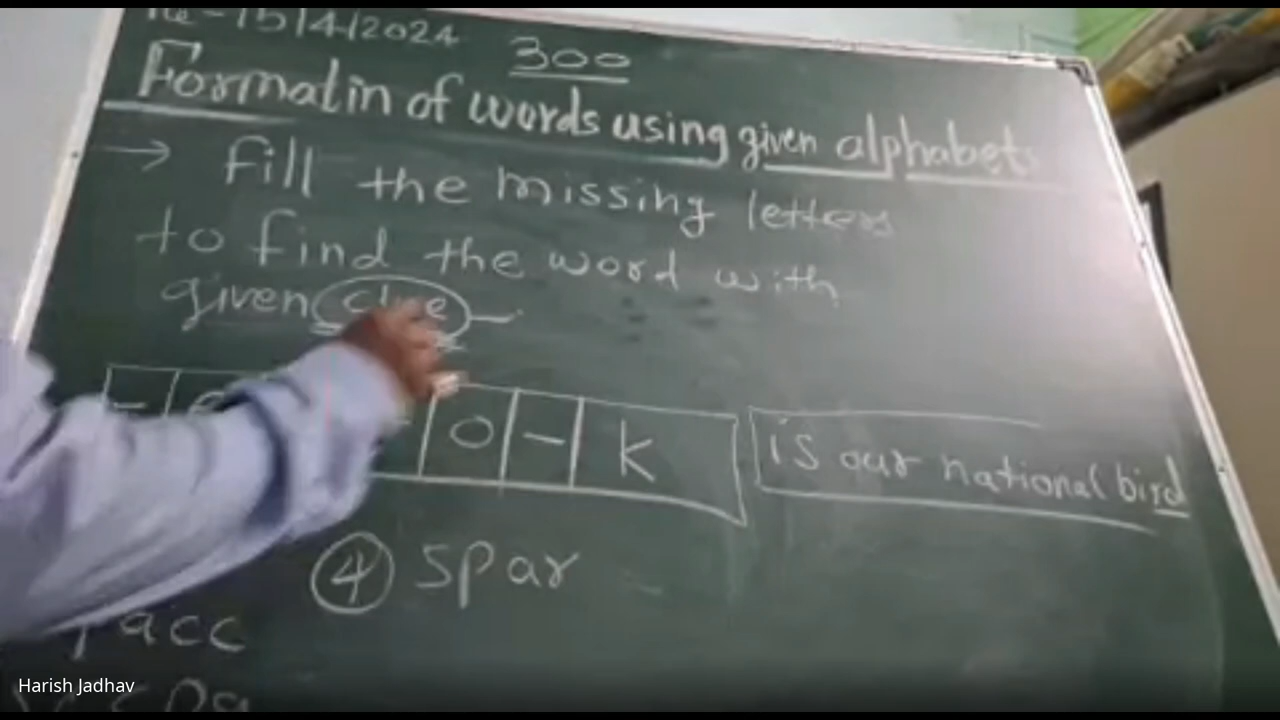 15/4/2024
300
Formatin of words using given alphabets
→ fill the missing letters
to find the word with
given clue –
– o – k
is our national bird
④ spar
pacc
Harish Jadhav